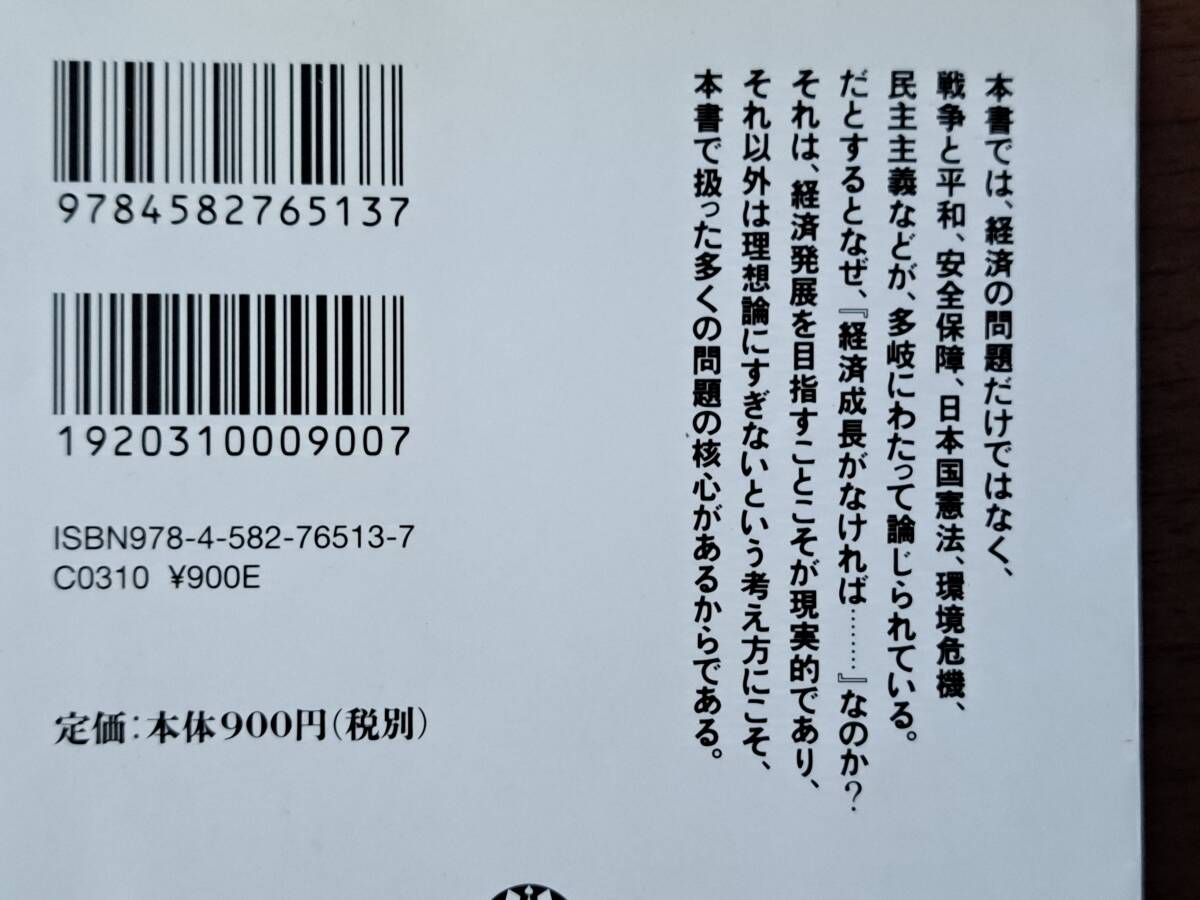 本書では、経済の問題だけではなく、
戦争と平和、安全保障、日本国憲法、環境危機、
民主主義などが、多岐にわたって論じられている。
だとするとなぜ、『経済成長がなければ………』なのか？
それは、経済発展を目指すことこそが現実的であり、
それ以外は理想論にすぎないという考え方にこそ、
本書で扱った多くの問題の核心があるからである。
9784582765137
1920310009007
ISBN978-4-582-76513-7
C0310 ¥900E
定価:本体900円(税別)